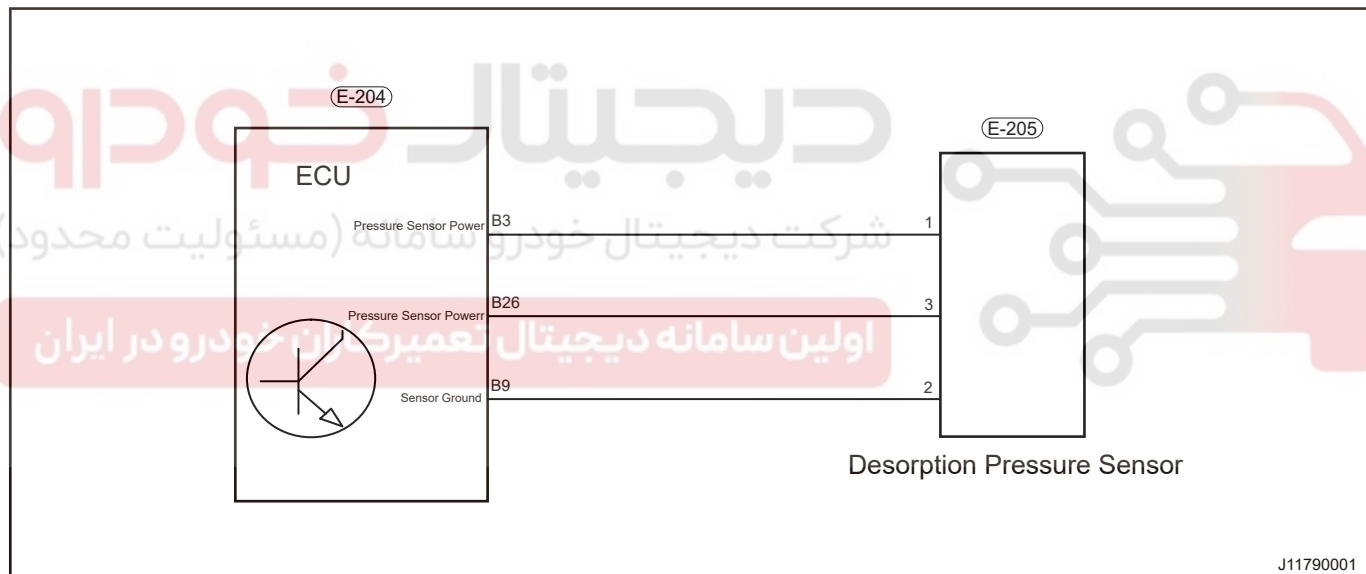 دیجیتال خودرو
شرکت دیجیتال خودرو سامانه (مسئولیت محدود)
اولین سامانه دیجیتال تعمیرکاران خودرو در ایران
E-204
E-205
ECU
Pressure Sensor Power B3 1
Pressure Sensor Powerr B26 3
Sensor Ground B9 2
Desorption Pressure Sensor
J11790001